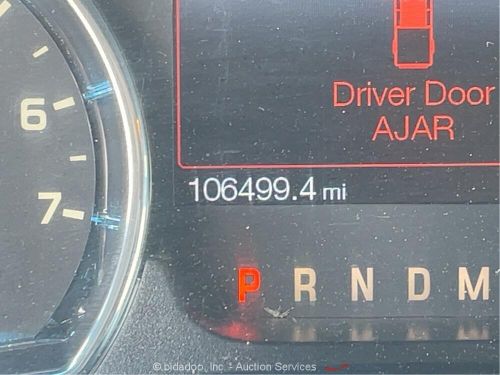 6
7
Driver Door
AJAR
106499.4 mi
P R N D M
© bidadoo, Inc. - Auction Services